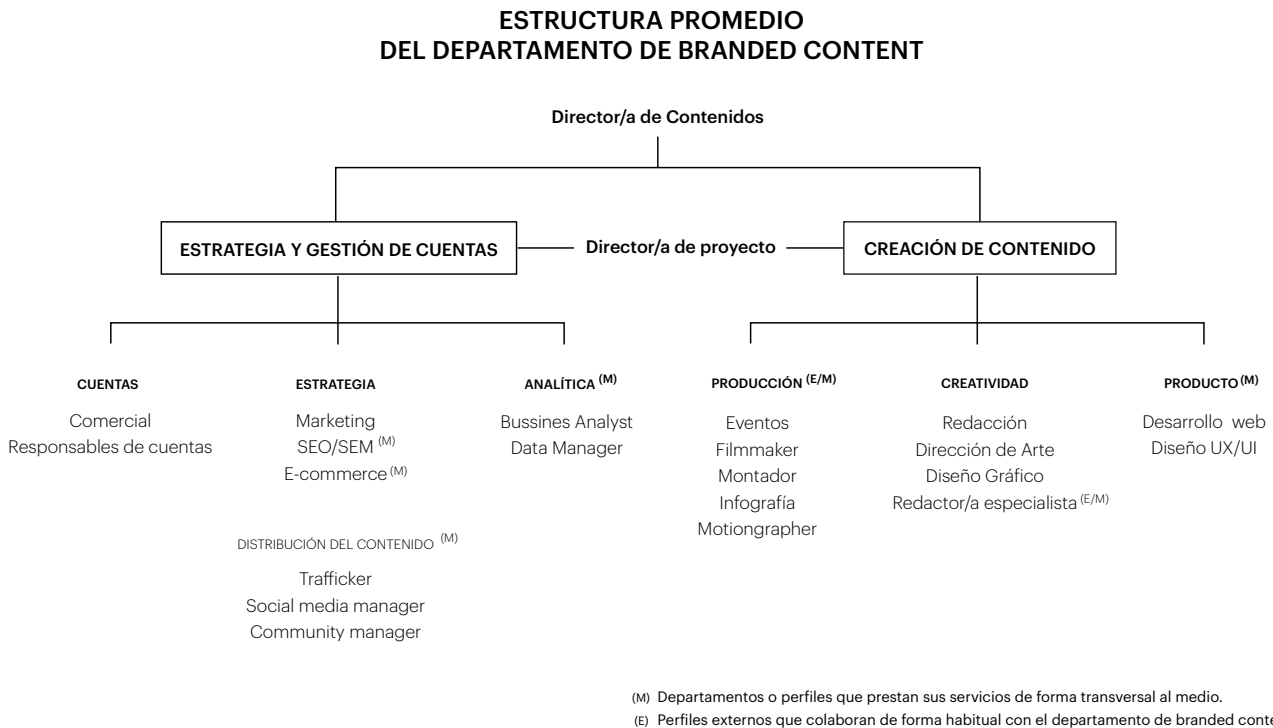 ESTRUCTURA PROMEDIO
DEL DEPARTAMENTO DE BRANDED CONTENT
Director/a de Contenidos
ESTRATEGIA Y GESTIÓN DE CUENTAS
Director/a de proyecto
CREACIÓN DE CONTENIDO
CUENTAS
Comercial
Responsables de cuentas
ESTRATEGIA
Marketing
SEO/SEM (M)
E-commerce (M)
DISTRIBUCIÓN DEL CONTENIDO (M)
Trafficker
Social media manager
Community manager
ANALÍTICA (M)
Bussines Analyst
Data Manager
PRODUCCIÓN (E/M)
Eventos
Filmmaker
Montador
Infografía
Motiongrapher
CREATIVIDAD
Redacción
Dirección de Arte
Diseño Gráfico
Redactor/a especialista (E/M)
PRODUCTO (M)
Desarrollo web
Diseño UX/UI
(M) Departamentos o perfiles que prestan sus servicios de forma transversal al medio.
(E) Perfiles externos que colaboran de forma habitual con el departamento de branded conte